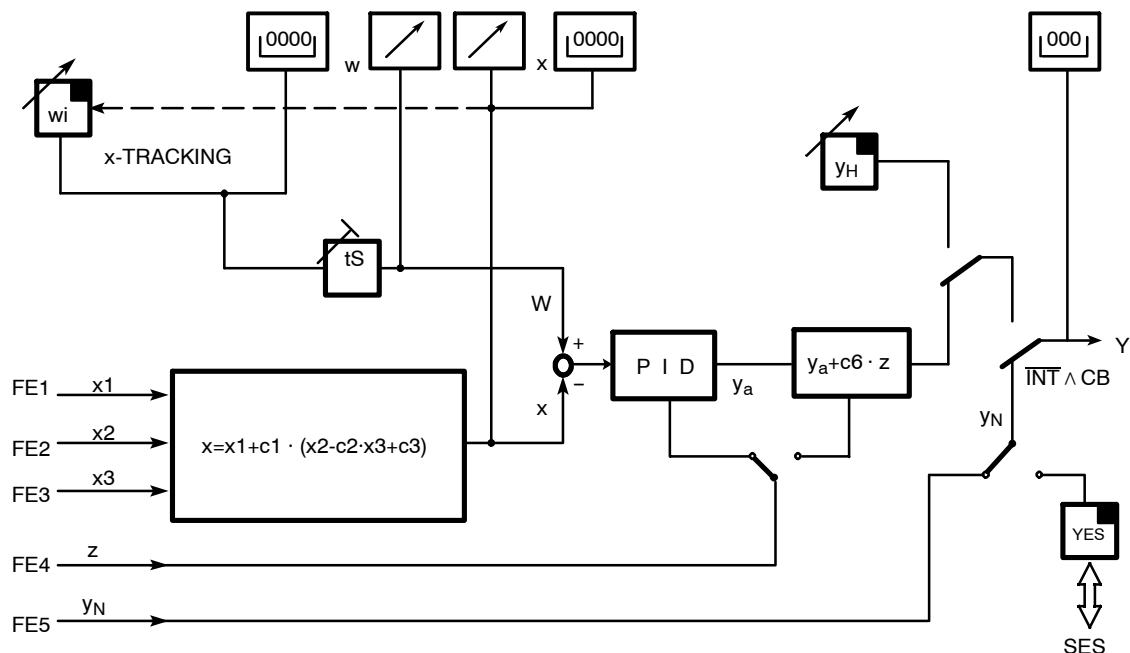 0000
w
x
0000
000
wi
x-TRACKING
yH
tS
W
+
−
x
P I D
ya
ya+c6 · z
Y
INT ∧ CB
yN
FE1
x1
FE2
x2
FE3
x3
x=x1+c1 · (x2-c2·x3+c3)
YES
FE4
z
FE5
yN
SES